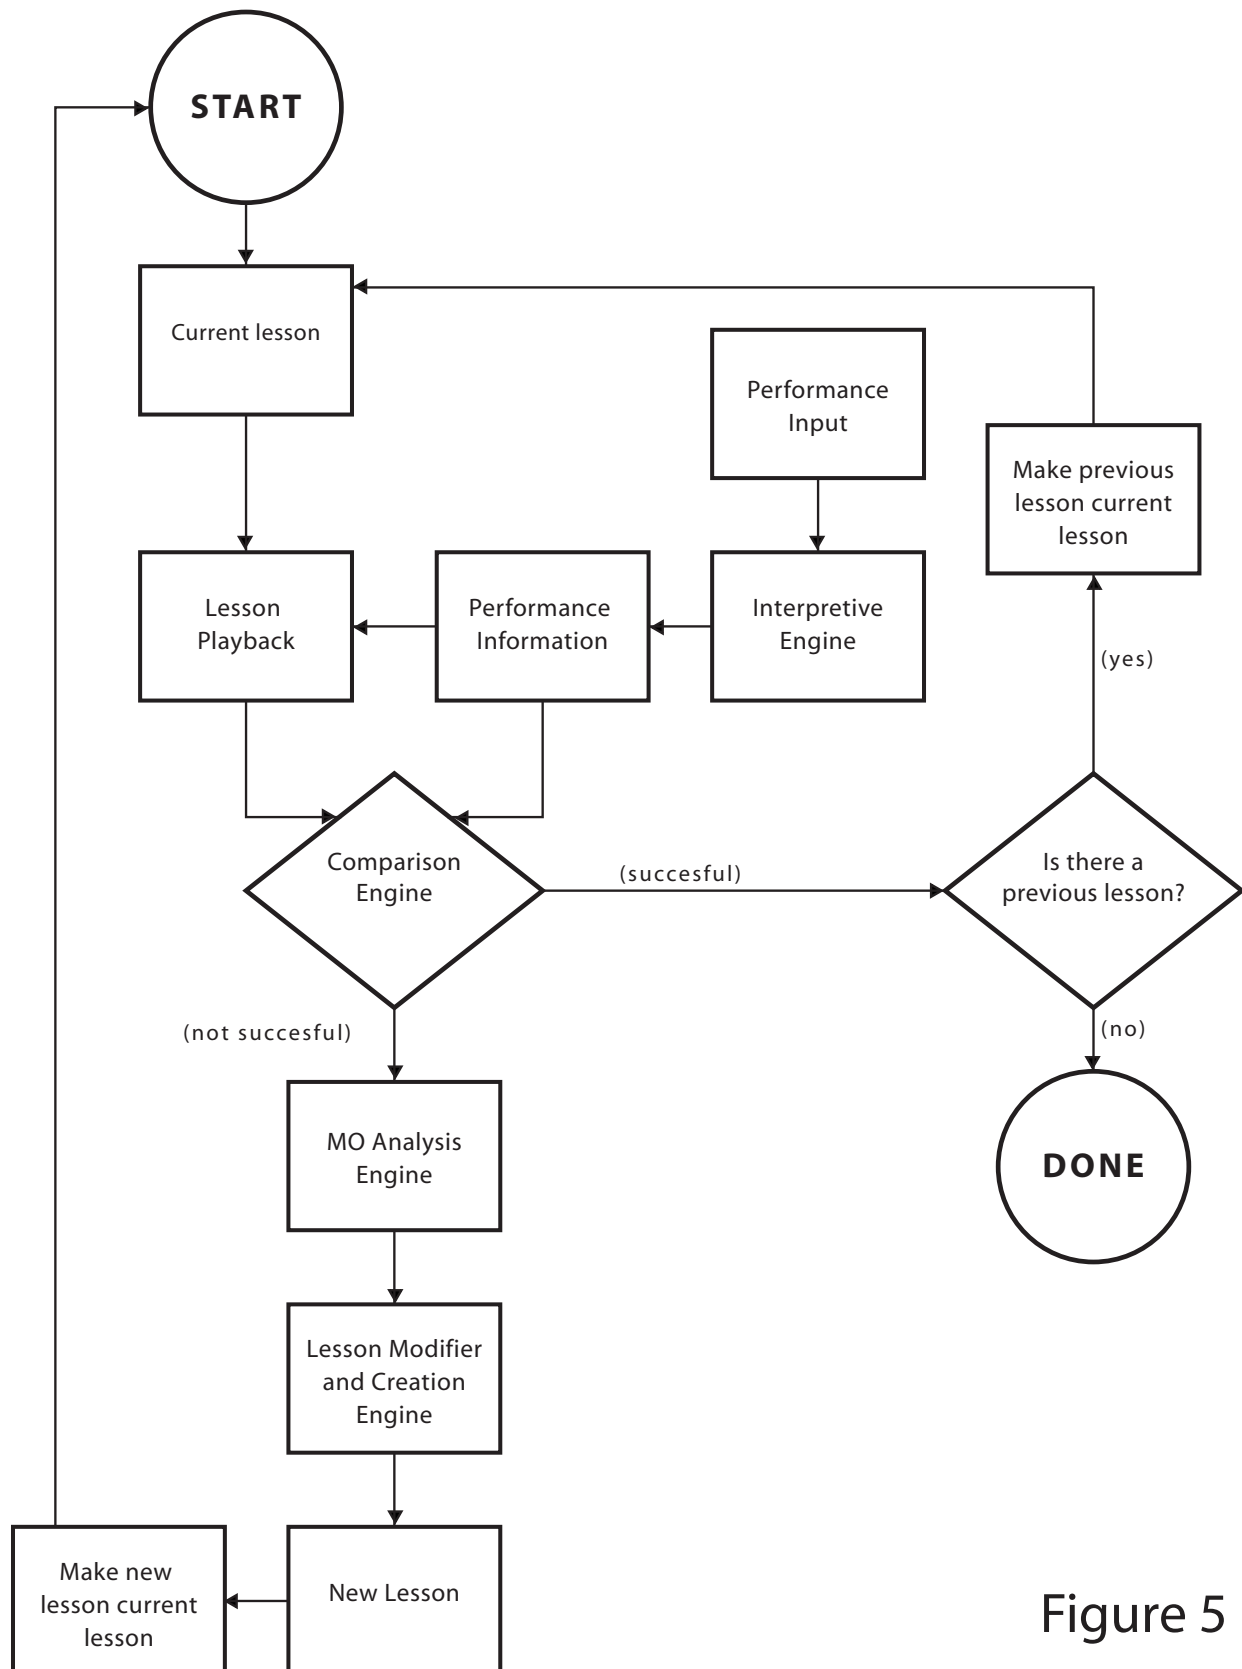 START
Current lesson
Performance
Input
Make previous
lesson current
lesson
Lesson
Playback
Performance
Information
Interpretive
Engine
(yes)
Comparison
Engine
(succesful)
Is there a
previous lesson?
(not succesful)
(no)
MO Analysis
Engine
DONE
Lesson Modifier
and Creation
Engine
Make new
lesson current
lesson
New Lesson
Figure 5